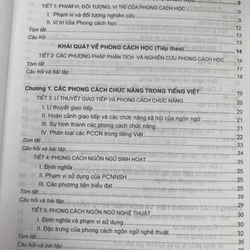 TIẾT 1: PHẠM VI, ĐỐI TƯỢNG, VỊ TRÍ CỦA PHONG CÁCH HỌC
I. Phạm vi và đối tượng nghiên cứu
II. Vị trí của Phong cách học
Tóm tắt
Câu hỏi
KHÁI QUÁT VỀ PHONG CÁCH HỌC (Tiếp theo) 14
TIẾT 2: CÁC PHƯƠNG PHÁP PHÂN TÍCH VÀ NGHIÊN CỨU PHONG CÁCH HỌC
Tóm tắt
Câu hỏi và bài tập
Chương 1. CÁC PHONG CÁCH CHỨC NĂNG TRONG TIẾNG VIỆT
TIẾT 3: LÍ THUYẾT GIAO TIẾP VÀ PHONG CÁCH CHỨC NĂNG
I. Lí thuyết giao tiếp
II. Hoàn cảnh giao tiếp và các chức năng xã hội của ngôn ngữ
III. Sự hình thành các phong cách chức năng
IV. Phân loại các PCCN trong tiếng Việt
Tóm tắt
Câu hỏi và bài tập
TIẾT 4: PHONG CÁCH NGÔN NGỮ SINH HOẠT
I. Định nghĩa
II. Phạm vi sử dụng của PCNNSH
III. Các phương tiện biểu đạt
Tóm tắt
Câu hỏi và bài tập
TIẾT 5: PHONG CÁCH NGÔN NGỮ NGHỆ THUẬT
I. Định nghĩa và phạm vi sử dụng
II. Đặc trưng của phong cách ngôn ngữ nghệ thuật
Tóm tắt
Câu hỏi và bài tập